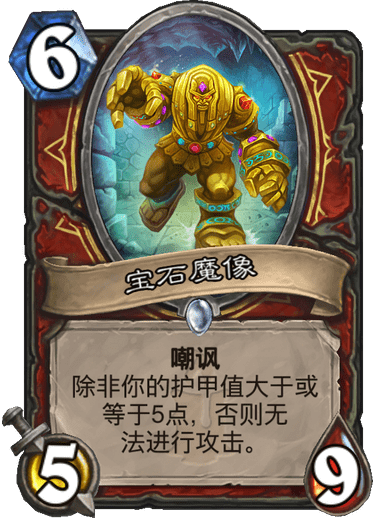 6
宝石魔像
嘲讽
除非你的护甲值大于或
等于5点，否则无
法进行攻击。
5
9